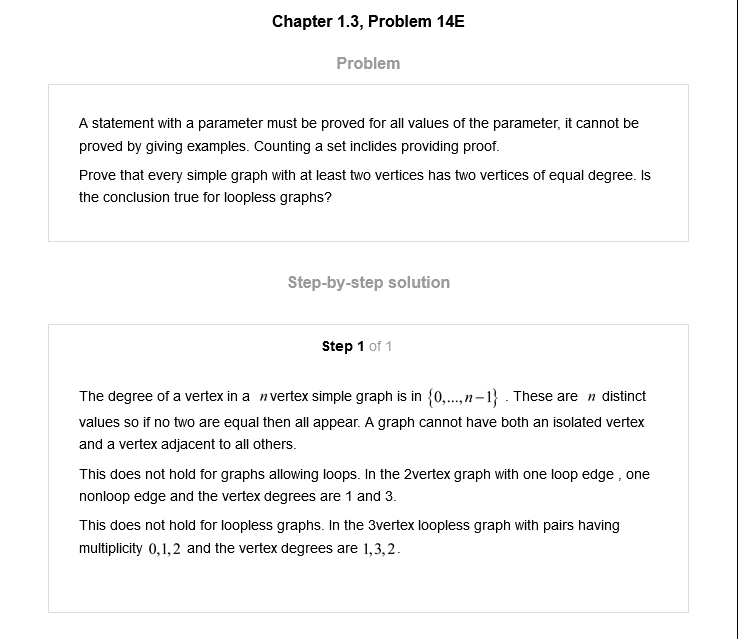 Chapter 1.3, Problem 14E
Problem
A statement with a parameter must be proved for all values of the parameter, it cannot be
proved by giving examples. Counting a set inclides providing proof.
Prove that every simple graph with at least two vertices has two vertices of equal degree. Is
the conclusion true for loopless graphs?
Step-by-step solution
Step 1 of 1
The degree of a vertex in a n vertex simple graph is in {0,...,n−1} . These are n distinct
values so if no two are equal then all appear. A graph cannot have both an isolated vertex
and a vertex adjacent to all others.
This does not hold for graphs allowing loops. In the 2vertex graph with one loop edge , one
nonloop edge and the vertex degrees are 1 and 3.
This does not hold for loopless graphs. In the 3vertex loopless graph with pairs having
multiplicity 0,1,2 and the vertex degrees are 1,3,2.